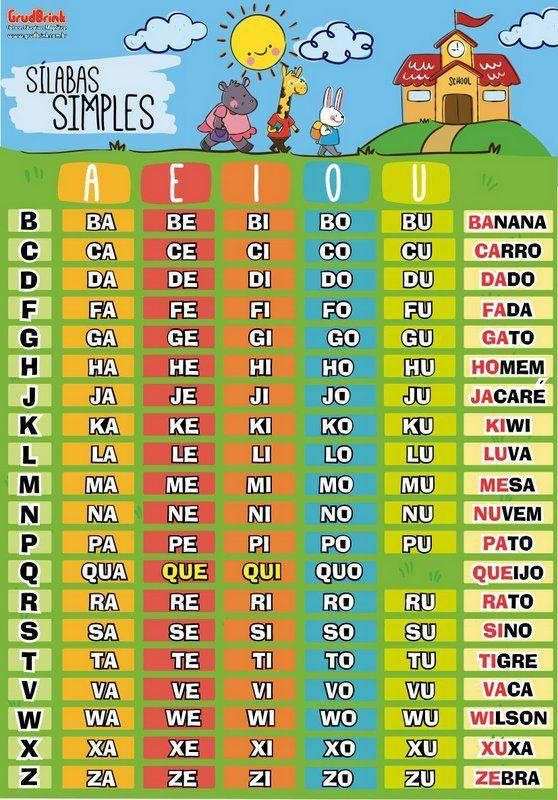 GrudBrink
www.grudbrink.com.br
SÍLABAS
SIMPLES
SCHOOL
A E I O U
B BA BE BI BO BU BANANA
C CA CE CI CO CU CARRO
D DA DE DI DO DU DADO
F FA FE FI FO FU FADA
G GA GE GI GO GU GATO
H HA HE HI HO HU HOMEM
J JA JE JI JO JU JACARÉ
K KA KE KI KO KU KIWI
L LA LE LI LO LU LUVA
M MA ME MI MO MU MESA
N NA NE NI NO NU NUVEM
P PA PE PI PO PU PATO
Q QUA QUE QUI QUO QUEIJO
R RA RE RI RO RU RATO
S SA SE SI SO SU SINO
T TA TE TI TO TU TIGRE
V VA VE VI VO VU VACA
W WA WE WI WO WU WILSON
X XA XE XI XO XU XUXA
Z ZA ZE ZI ZO ZU ZEBRA